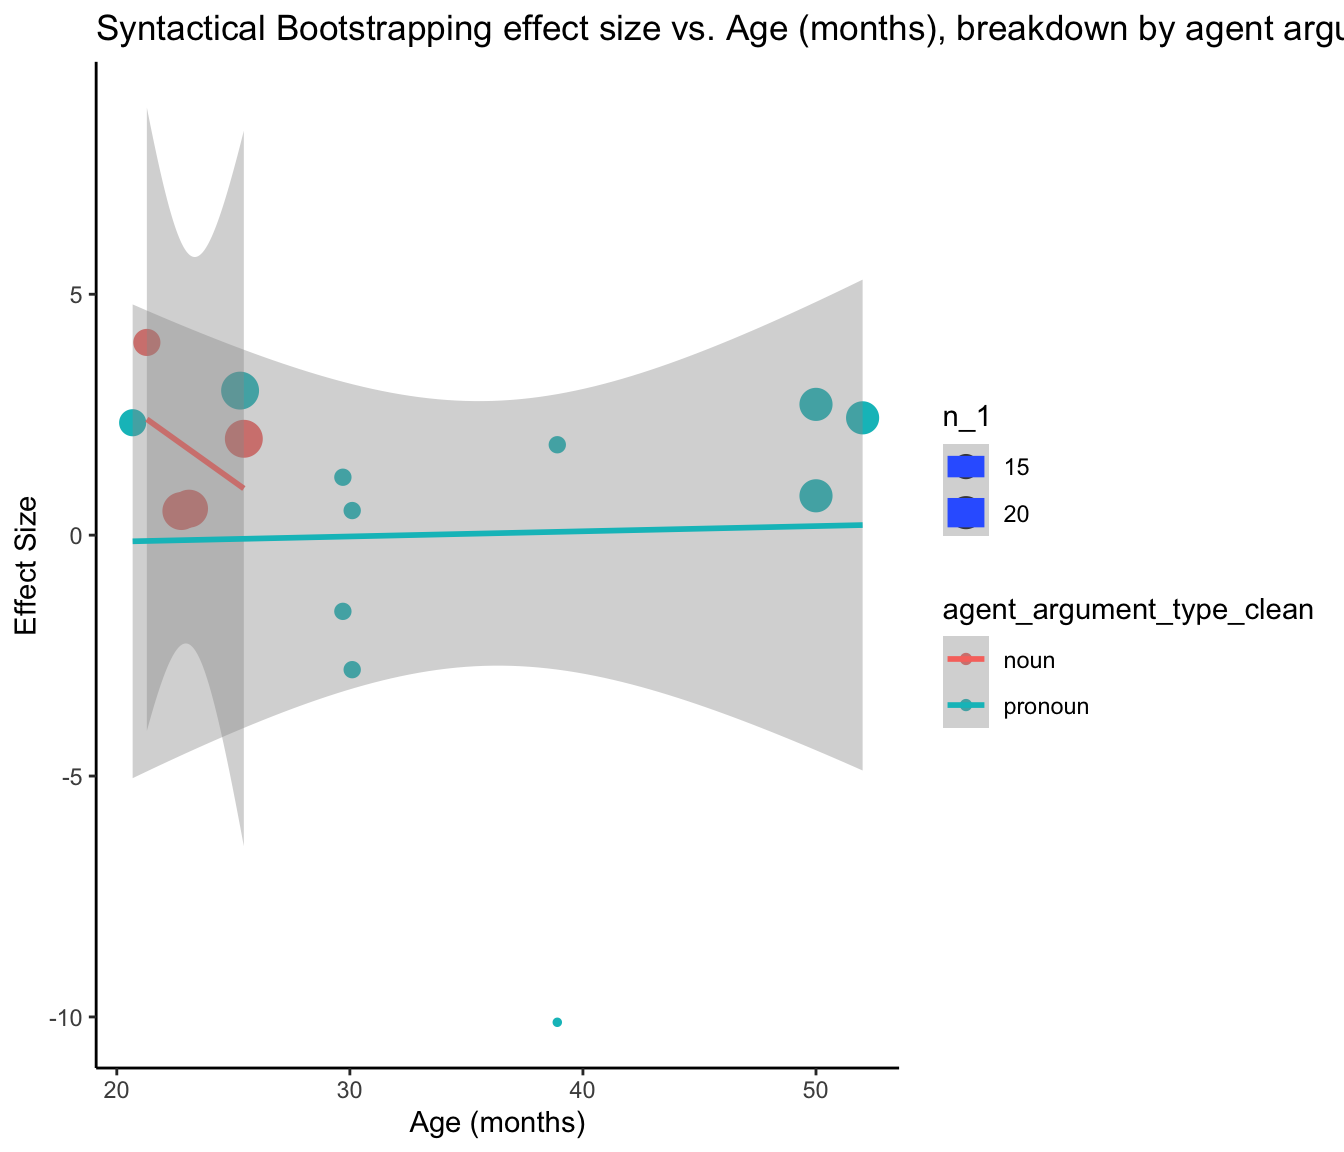 Syntactical Bootstrapping effect size vs. Age (months), breakdown by agent argu
5
0
-5
-10
20 30 40 50
Age (months)
Effect Size
n_1
15
20
agent_argument_type_clean
noun
pronoun